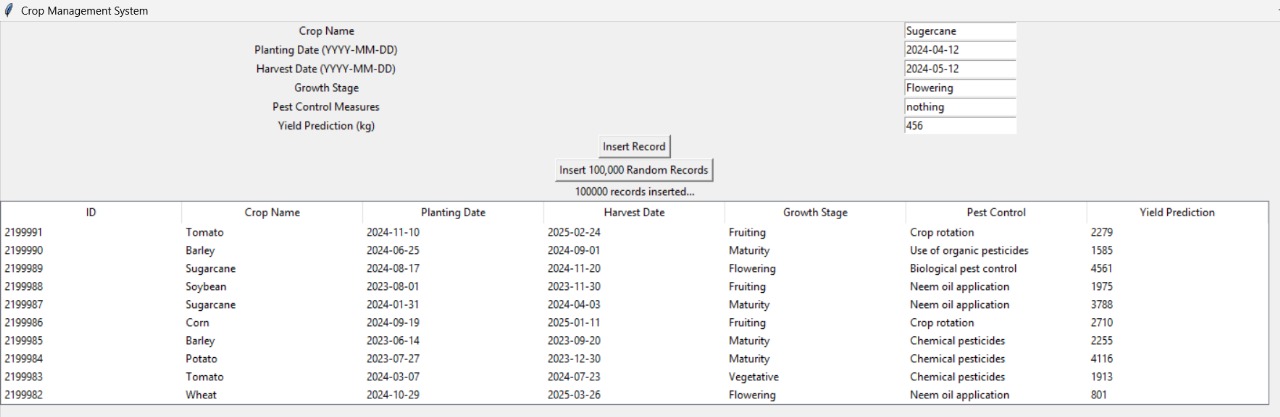 Crop Management System
Crop Name Sugercane
Planting Date (YYYY-MM-DD) 2024-04-12
Harvest Date (YYYY-MM-DD) 2024-05-12
Growth Stage Flowering
Pest Control Measures nothing
Yield Prediction (kg) 456
Insert Record
Insert 100,000 Random Records
100000 records inserted...
ID Crop Name Planting Date Harvest Date Growth Stage Pest Control Yield Prediction
2199991 Tomato 2024-11-10 2025-02-24 Fruiting Crop rotation 2279
2199990 Barley 2024-06-25 2024-09-01 Maturity Use of organic pesticides 1585
2199989 Sugarcane 2024-08-17 2024-11-20 Flowering Biological pest control 4561
2199988 Soybean 2023-08-01 2023-11-30 Fruiting Neem oil application 1975
2199987 Sugarcane 2024-01-31 2024-04-03 Maturity Neem oil application 3788
2199986 Corn 2024-09-19 2025-01-11 Fruiting Crop rotation 2710
2199985 Barley 2023-06-14 2023-09-20 Maturity Chemical pesticides 2255
2199984 Potato 2023-07-27 2023-12-30 Maturity Chemical pesticides 4116
2199983 Tomato 2024-03-07 2024-07-23 Vegetative Chemical pesticides 1913
2199982 Wheat 2024-10-29 2025-03-26 Flowering Neem oil application 801